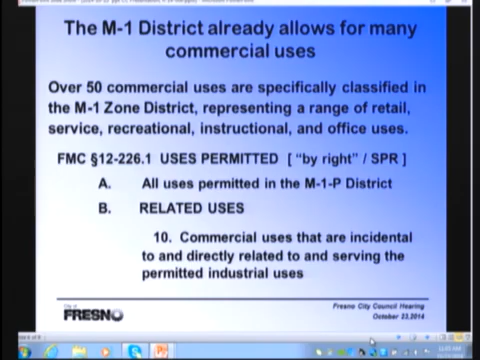 The M-1 District already allows for many
commercial uses
Over 50 commercial uses are specifically classified in
the M-1 Zone District, representing a range of retail,
service, recreational, instructional, and office uses.
FMC §12-226.1 USES PERMITTED [ "by right" / SPR ]
A. All uses permitted in the M-1-P District
B. RELATED USES
10. Commercial uses that are incidental
to and directly related to and serving the
permitted industrial uses
City of
FRESNO
Fresno City Council Hearing
October 23, 2014